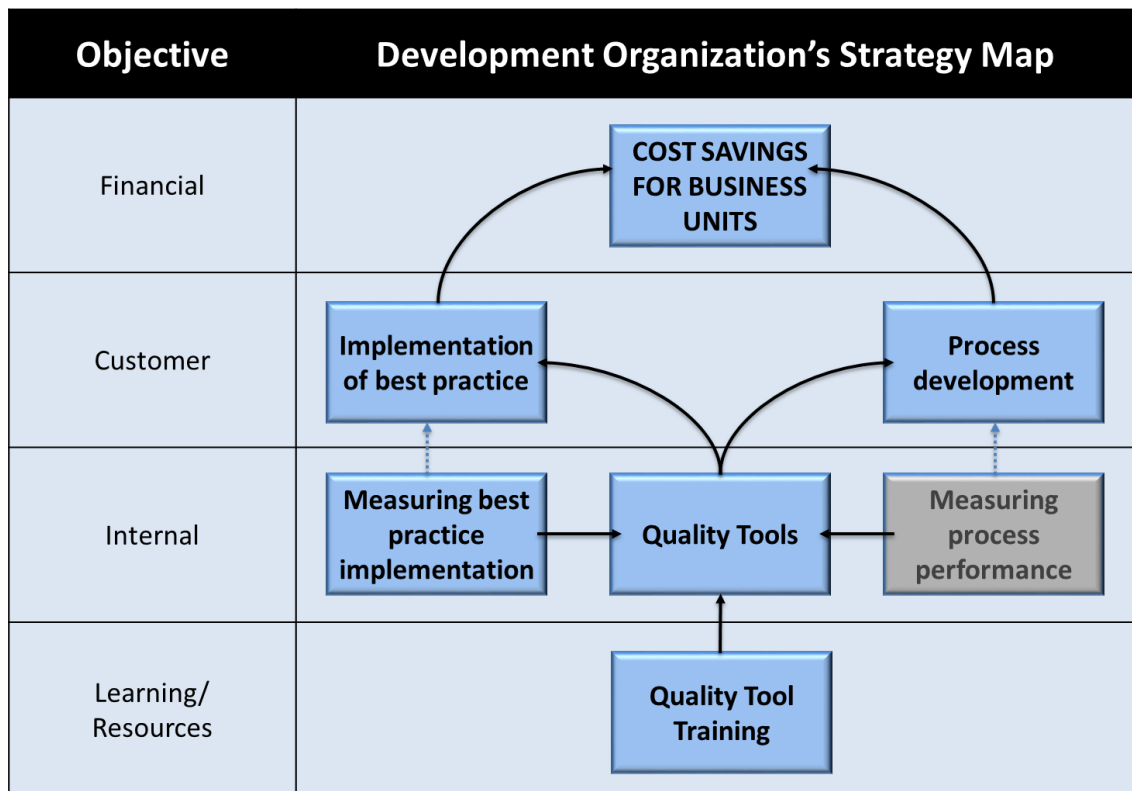 Objective
Development Organization's Strategy Map
Financial
COST SAVINGS
FOR BUSINESS
UNITS
Customer
Implementation
of best practice
Process
development
Internal
Measuring best
practice
implementation
Quality Tools
Measuring
process
performance
Learning/
Resources
Quality Tool
Training